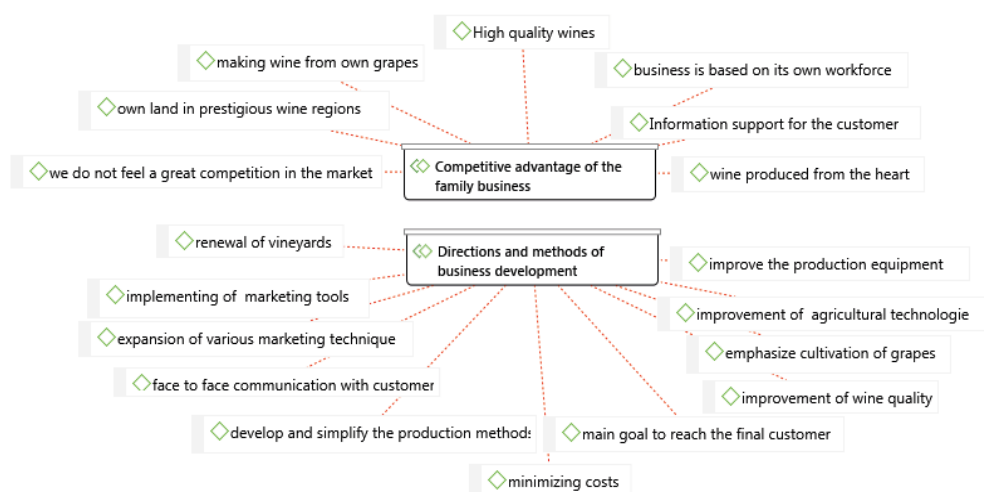 High quality wines
making wine from own grapes
business is based on its own workforce
own land in prestigious wine regions
Information support for the customer
we do not feel a great competition in the market
Competitive advantage of the
family business
wine produced from the heart
renewal of vineyards
Directions and methods of
business development
improve the production equipment
implementing of marketing tools
improvement of agricultural technologie
expansion of various marketing technique
emphasize cultivation of grapes
face to face communication with customer
improvement of wine quality
develop and simplify the production methods
main goal to reach the final customer
minimizing costs